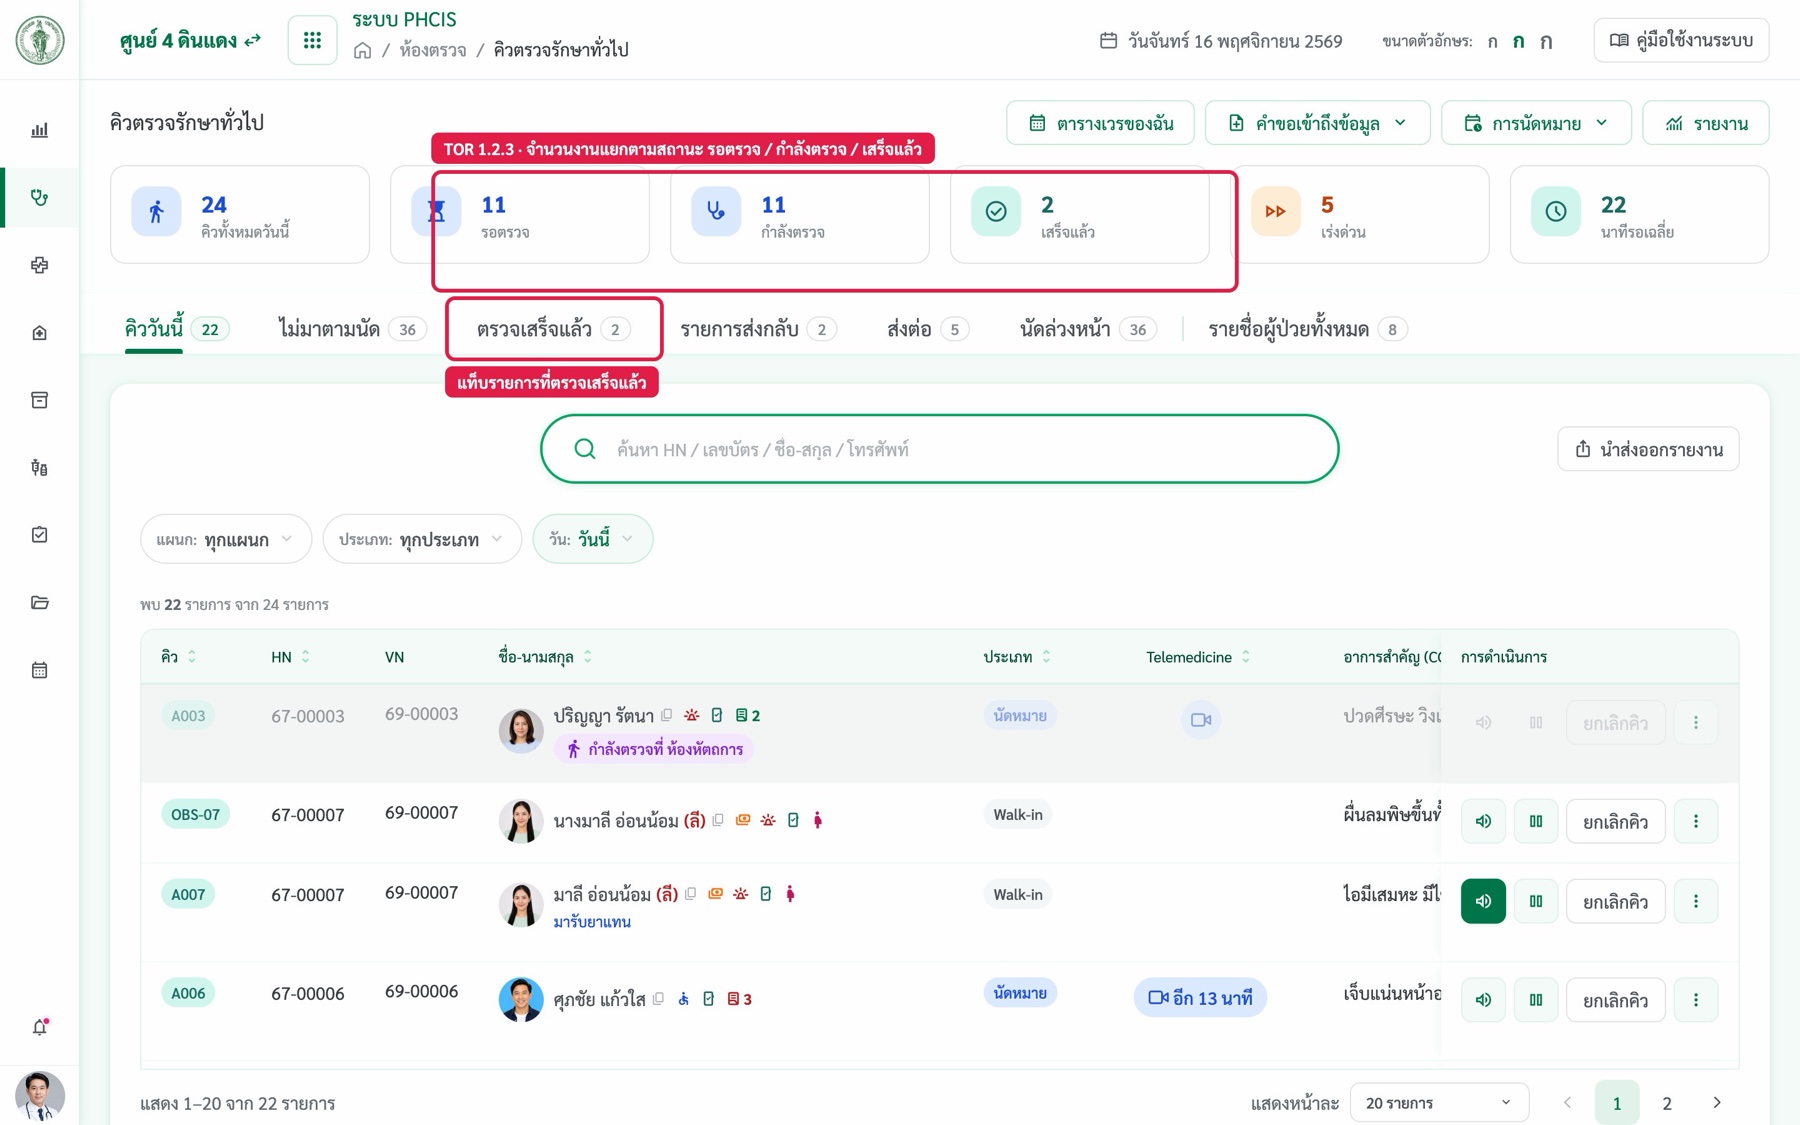 ศูนย์ 4 ดินแดง
ระบบ PHCIS
/ ห้องตรวจ / คิวตรวจรักษาทั่วไป
วันจันทร์ 16 พฤศจิกายน 2569
ขนาดตัวอักษร: ก ก ก
คู่มือใช้งานระบบ
คิวตรวจรักษาทั่วไป
ตารางเวรของฉัน
คำขอเข้าถึงข้อมูล
การนัดหมาย
รายงาน
TOR 1.2.3 · จำนวนงานแยกตามสถานะ รอตรวจ / กำลังตรวจ / เสร็จแล้ว
24
คิวทั้งหมดวันนี้
11
รอตรวจ
11
กำลังตรวจ
2
เสร็จแล้ว
5
เร่งด่วน
22
นาทีรอเฉลี่ย
คิววันนี้ 22
ไม่มาตามนัด 36
ตรวจเสร็จแล้ว 2
รายการส่งกลับ 2
ส่งต่อ 5
นัดล่วงหน้า 36
รายชื่อผู้ป่วยทั้งหมด 8
แท็บรายการที่ตรวจเสร็จแล้ว
ค้นหา HN / เลขบัตร / ชื่อ-สกุล / โทรศัพท์
นำส่งออกรายงาน
แผนก: ทุกแผนก
ประเภท: ทุกประเภท
วัน: วันนี้
พบ 22 รายการ จาก 24 รายการ
คิว HN VN ชื่อ-นามสกุล ประเภท Telemedicine อาการสำคัญ (CC การดำเนินการ
A003 67-00003 69-00003 ปริญญา รัตนา 2 นัดหมาย ปวดศีรษะ วิงเ ยกเลิกคิว
กำลังตรวจที่ ห้องหัตถการ
OBS-07 67-00007 69-00007 นางมาลี อ่อนน้อม (ลี) Walk-in ผื่นลมพิษขึ้นทั้ ยกเลิกคิว
A007 67-00007 69-00007 มาลี อ่อนน้อม (ลี) Walk-in ไอมีเสมหะ มีไ ยกเลิกคิว
มารับยาแทน
A006 67-00006 69-00006 ศุภชัย แก้วใส 3 นัดหมาย อีก 13 นาที เจ็บแน่นหน้าอ ยกเลิกคิว
แสดง 1–20 จาก 22 รายการ
แสดงหน้าละ 20 รายการ 1 2